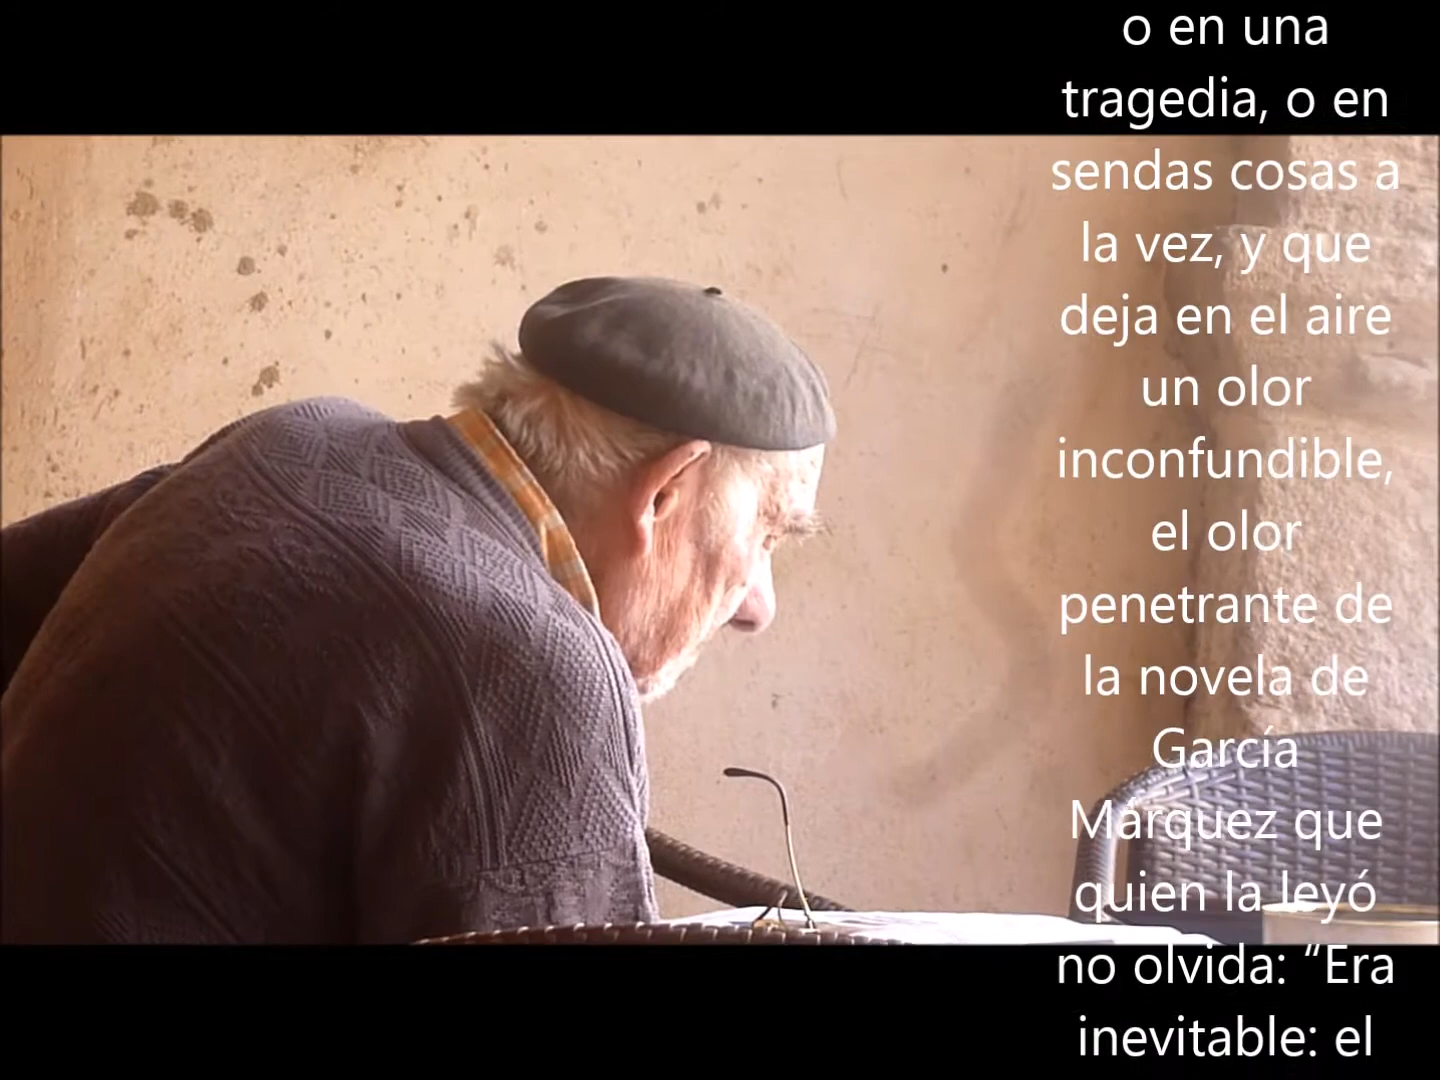 o en una
tragedia, o en
sendas cosas a
la vez, y que
deja en el aire
un olor
inconfundible,
el olor
penetrante de
la novela de
García
Márquez que
quien la leyó
no olvida: “Era
inevitable: el